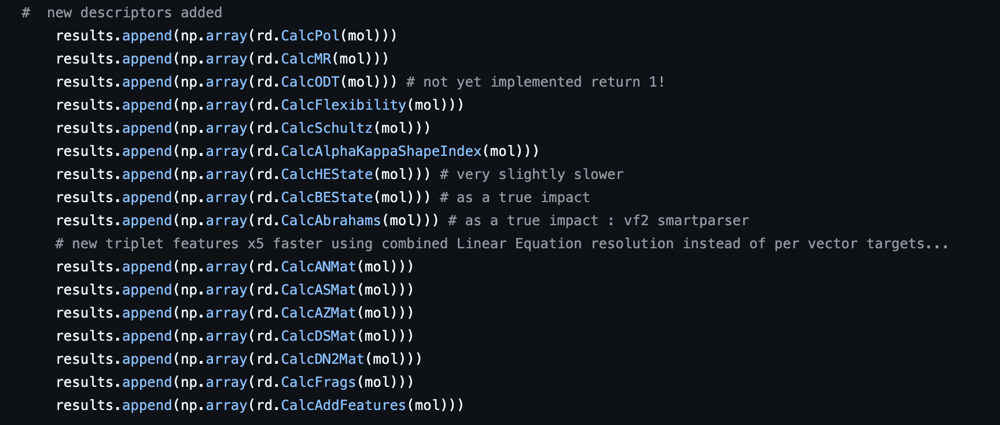 #  new descriptors added
results.append(np.array(rd.CalcPol(mol)))
results.append(np.array(rd.CalcMR(mol)))
results.append(np.array(rd.CalcODT(mol))) # not yet implemented return 1!
results.append(np.array(rd.CalcFlexibility(mol)))
results.append(np.array(rd.CalcSchultz(mol)))
results.append(np.array(rd.CalcAlphaKappaShapeIndex(mol)))
results.append(np.array(rd.CalcHEState(mol))) # very slightly slower
results.append(np.array(rd.CalcBEState(mol))) # as a true impact
results.append(np.array(rd.CalcAbrahams(mol))) # as a true impact : vf2 smartparser
# new triplet features x5 faster using combined Linear Equation resolution instead of per vector targets...
results.append(np.array(rd.CalcANMat(mol)))
results.append(np.array(rd.CalcASMat(mol)))
results.append(np.array(rd.CalcAZMat(mol)))
results.append(np.array(rd.CalcDSMat(mol)))
results.append(np.array(rd.CalcDN2Mat(mol)))
results.append(np.array(rd.CalcFrags(mol)))
results.append(np.array(rd.CalcAddFeatures(mol)))